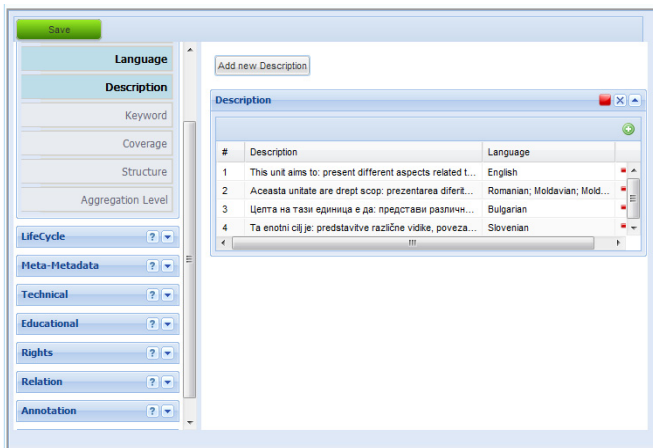 Save
Language
Description
Keyword
Coverage
Structure
Aggregation Level
LifeCycle ?
Meta-Metadata ?
Technical ?
Educational ?
Rights ?
Relation ?
Annotation ?
Add new Description
Description
# Description Language
1 This unit aims to: present different aspects related t... English
2 Aceasta unitate are drept scop: prezentarea diferit... Romanian; Moldavian; Mold...
3 Целта на тази единица е да: представи различн... Bulgarian
4 Ta enotni cilj je: predstavitve različne vidike, poveza... Slovenian